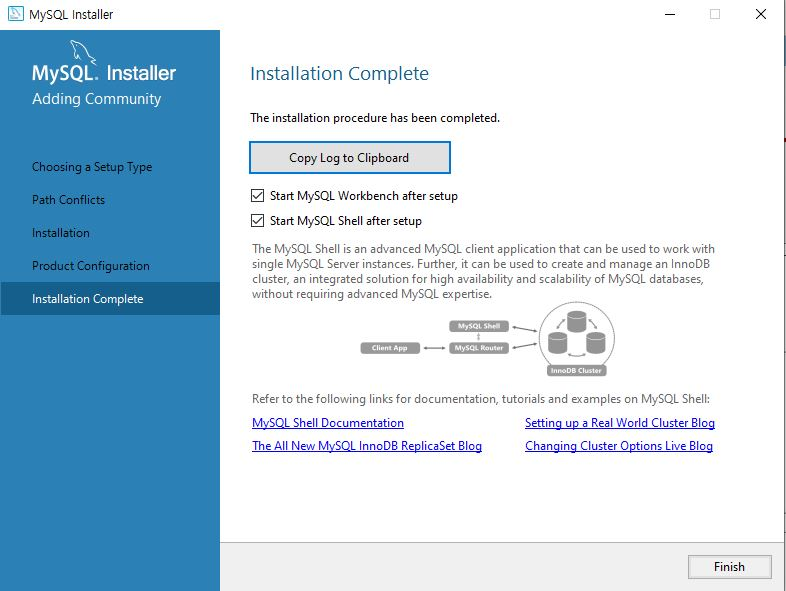 MySQL Installer
MySQL. Installer
Adding Community
Choosing a Setup Type
Path Conflicts
Installation
Product Configuration
Installation Complete
Installation Complete
The installation procedure has been completed.
Copy Log to Clipboard
Start MySQL Workbench after setup
Start MySQL Shell after setup
The MySQL Shell is an advanced MySQL client application that can be used to work with
single MySQL Server instances. Further, it can be used to create and manage an InnoDB
cluster, an integrated solution for high availability and scalability of MySQL databases,
without requiring advanced MySQL expertise.
MySQL Shell
Client App
MySQL Router
InnoDB Cluster
Refer to the following links for documentation, tutorials and examples on MySQL Shell:
MySQL Shell Documentation
Setting up a Real World Cluster Blog
The All New MySQL InnoDB ReplicaSet Blog
Changing Cluster Options Live Blog
Finish